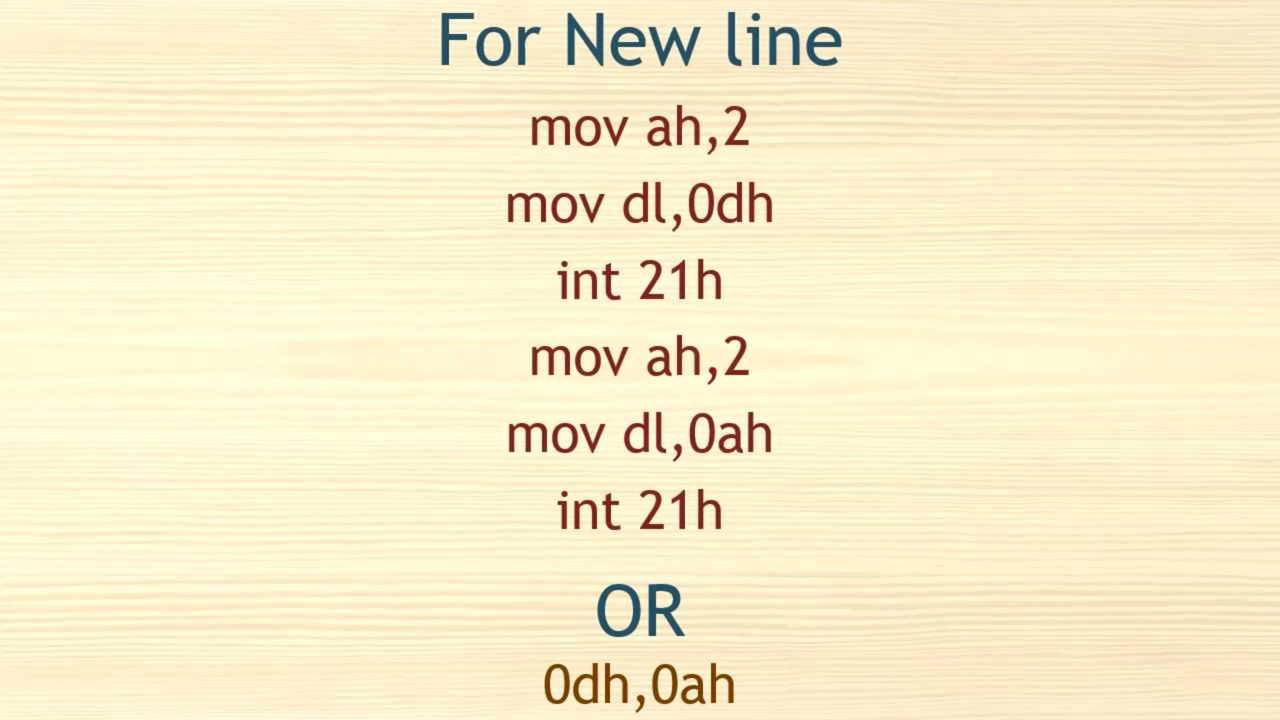 For New line
mov ah,2
mov dl,0dh
int 21h
mov ah,2
mov dl,0ah
int 21h
OR
0dh,0ah